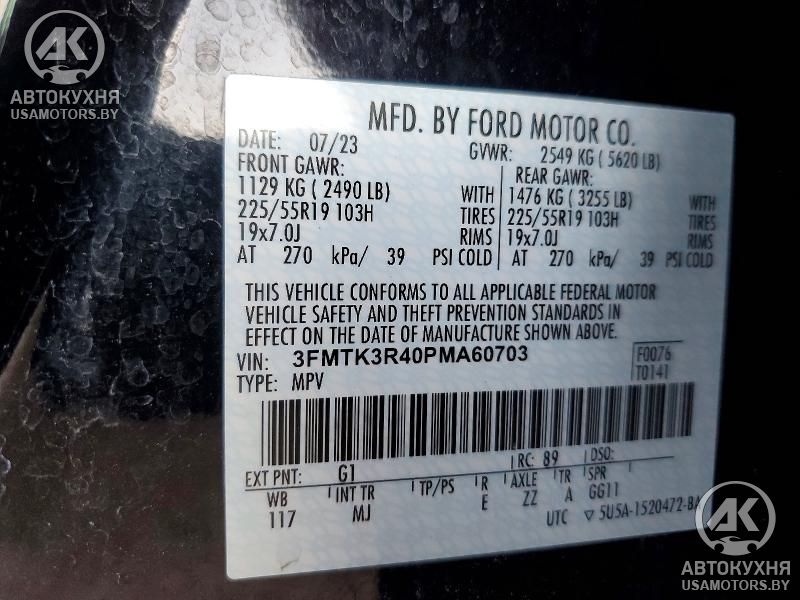 АВТОКУХНЯ
USAMOTORS.BY
MFD. BY FORD MOTOR CO.
DATE: 07/23 GVWR: 2549 KG ( 5620 LB)
FRONT GAWR: REAR GAWR:
1129 KG ( 2490 LB) WITH 1476 KG ( 3255 LB) WITH
225/55R19 103H TIRES 225/55R19 103H TIRES
19x7.0J RIMS 19x7.0J RIMS
AT 270 kPa/ 39 PSI COLD AT 270 kPa/ 39 PSI COLD
THIS VEHICLE CONFORMS TO ALL APPLICABLE FEDERAL MOTOR
VEHICLE SAFETY AND THEFT PREVENTION STANDARDS IN
EFFECT ON THE DATE OF MANUFACTURE SHOWN ABOVE.
VIN: 3FMTK3R40PMA60703 F0076
TYPE: MPV T0141
EXT PNT: G1 RC: 89 DSO:
WB INT TR TP/PS R AXLE TR SPR
117 MJ E ZZ A GG11
UTC ▽ 5U5A-1520472-BA
АВТОКУХНЯ
USAMOTORS.BY